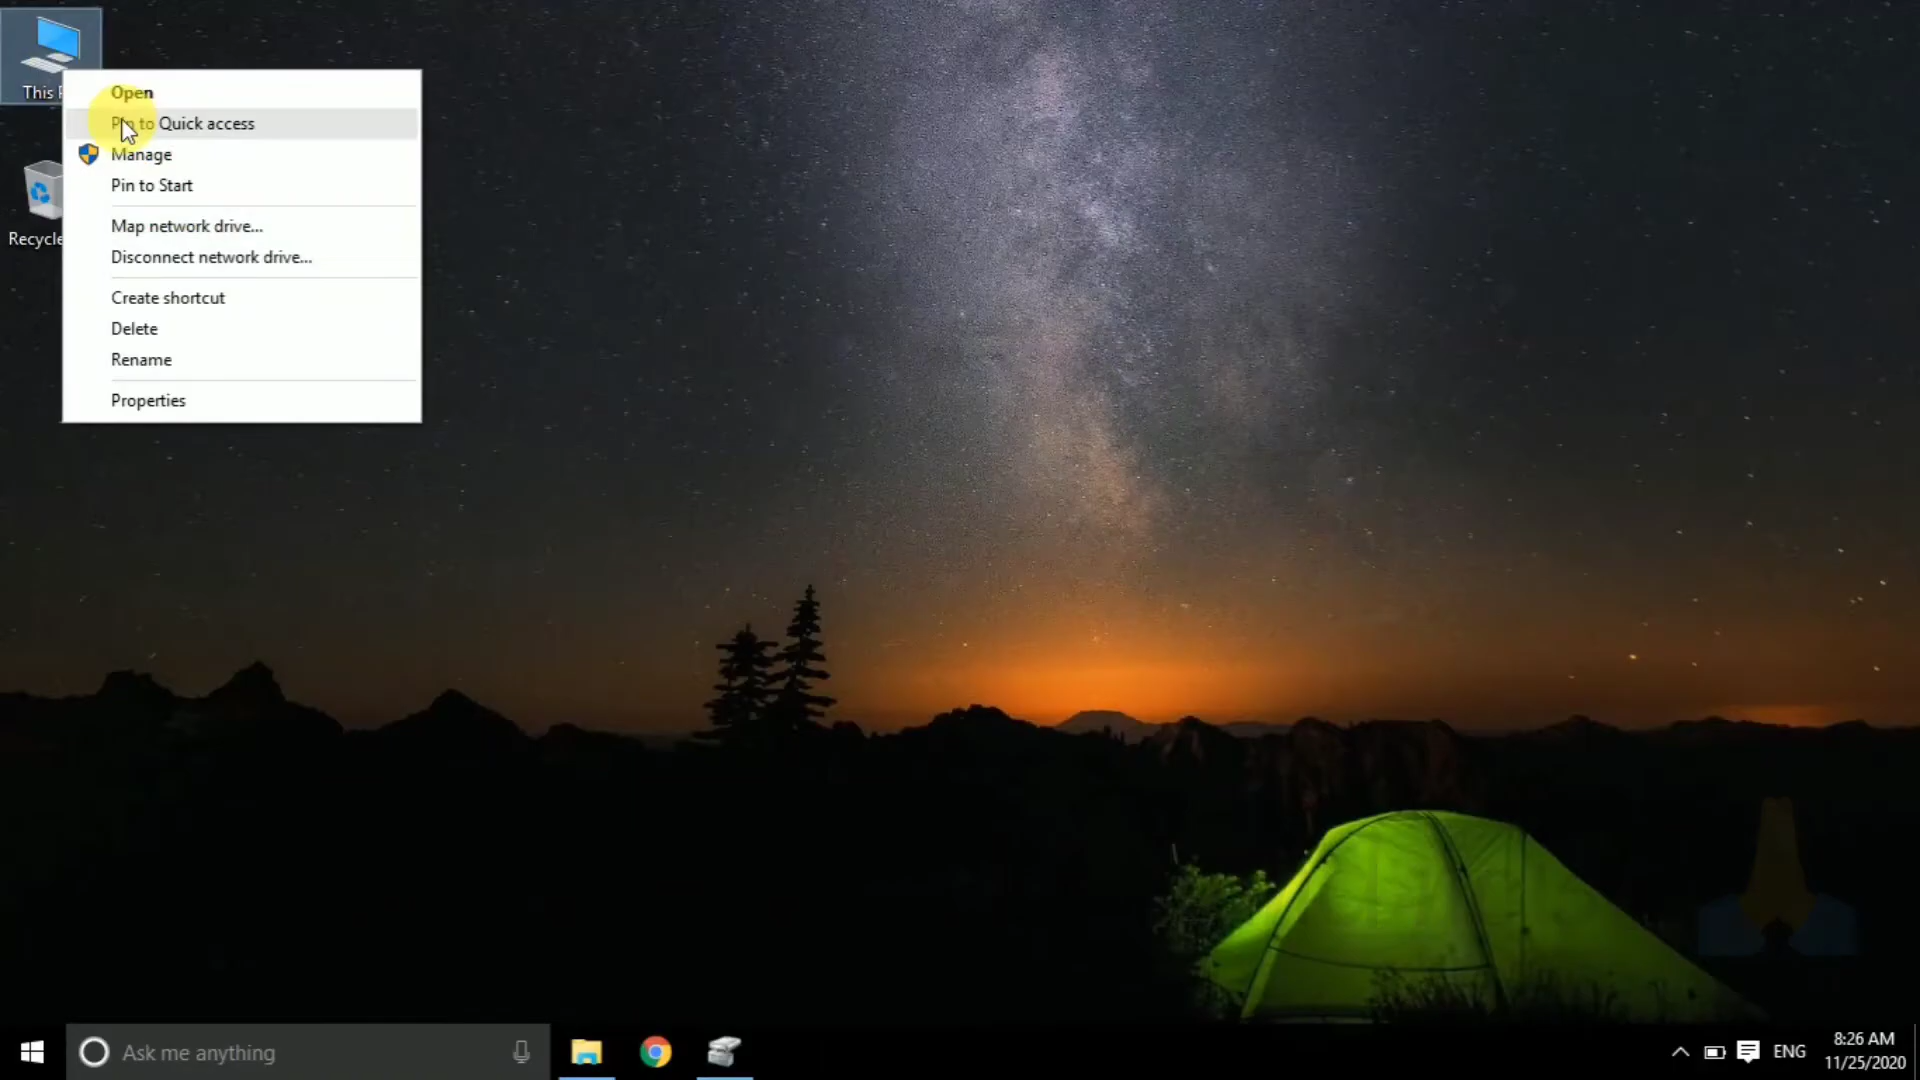 This
Open
Pin to Quick access
Manage
Pin to Start
Map network drive...
Disconnect network drive...
Create shortcut
Delete
Rename
Properties
Recycle
Ask me anything
ENG
8:26 AM
11/25/2020